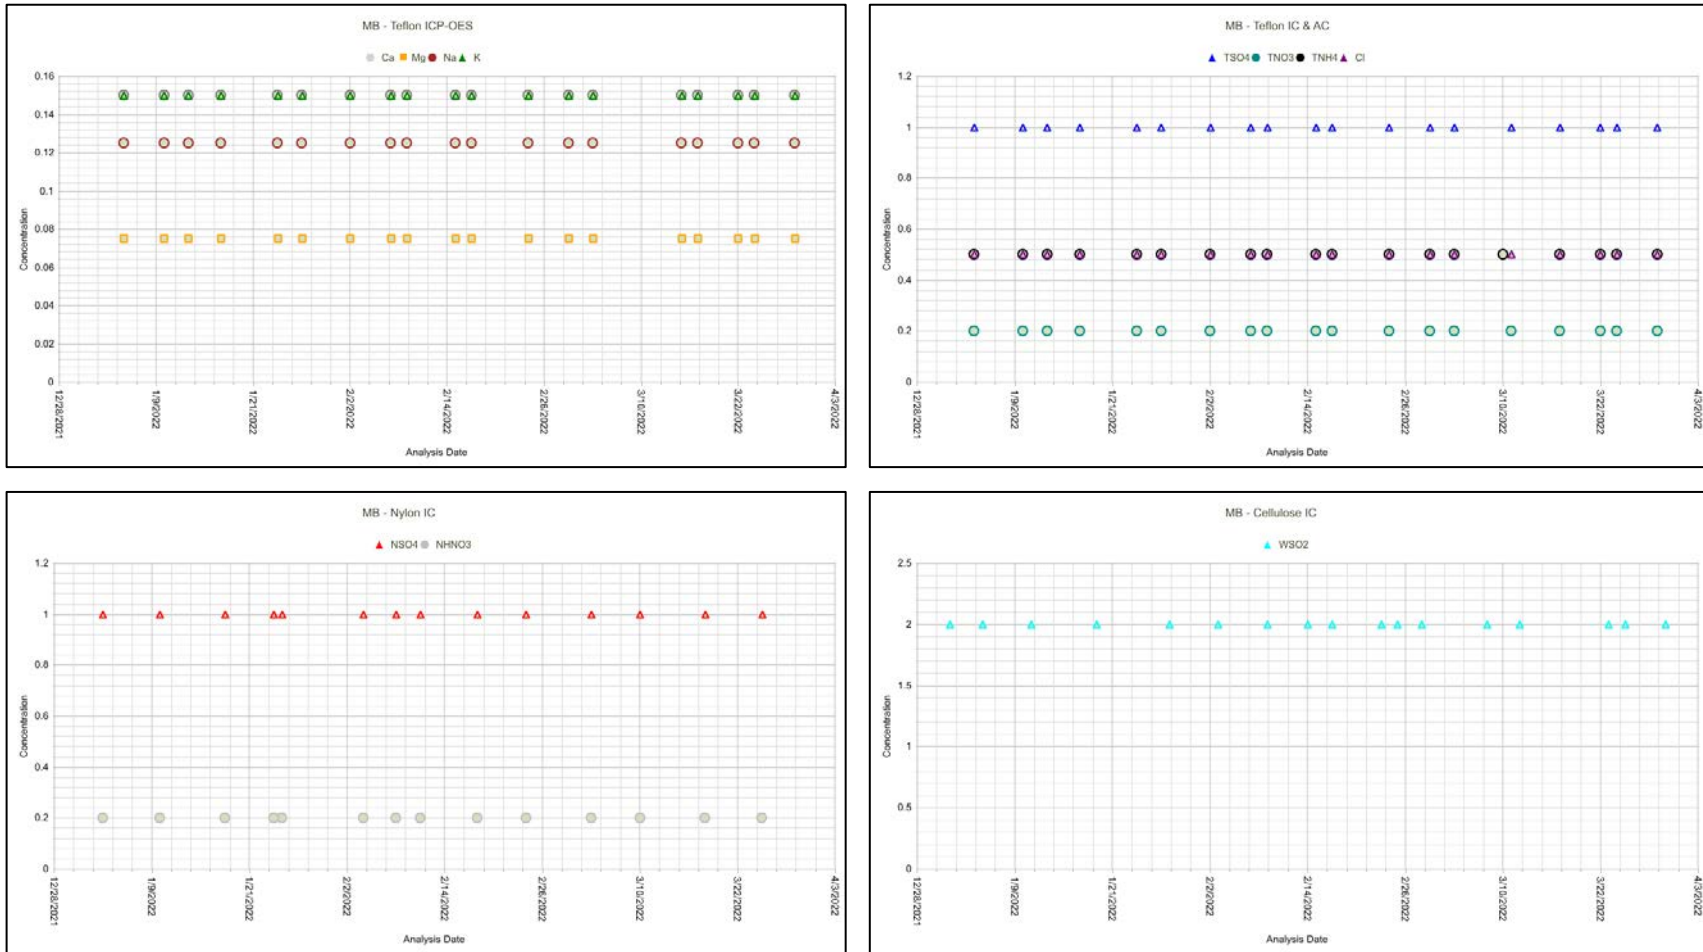 MB - Teflon ICP-OES
Ca Mg Na K
0.16
0.14
0.12
0.1
0.08
0.06
0.04
0.02
0
Concentration
12/28/2021 1/9/2022 1/21/2022 2/2/2022 2/14/2022 2/26/2022 3/10/2022 3/22/2022 4/3/2022
Analysis Date
MB - Teflon IC & AC
TSO4 TNO3 TNH4 Cl
1.2
1
0.8
0.6
0.4
0.2
0
Concentration
12/28/2021 1/9/2022 1/21/2022 2/2/2022 2/14/2022 2/26/2022 3/10/2022 3/22/2022 4/3/2022
Analysis Date
MB - Nylon IC
NSO4 NHNO3
1.2
1
0.8
0.6
0.4
0.2
0
Concentration
12/28/2021 1/9/2022 1/21/2022 2/2/2022 2/14/2022 2/26/2022 3/10/2022 3/22/2022 4/3/2022
Analysis Date
MB - Cellulose IC
WSO2
2.5
2
1.5
1
0.5
0
Concentration
12/28/2021 1/9/2022 1/21/2022 2/2/2022 2/14/2022 2/26/2022 3/10/2022 3/22/2022 4/3/2022
Analysis Date